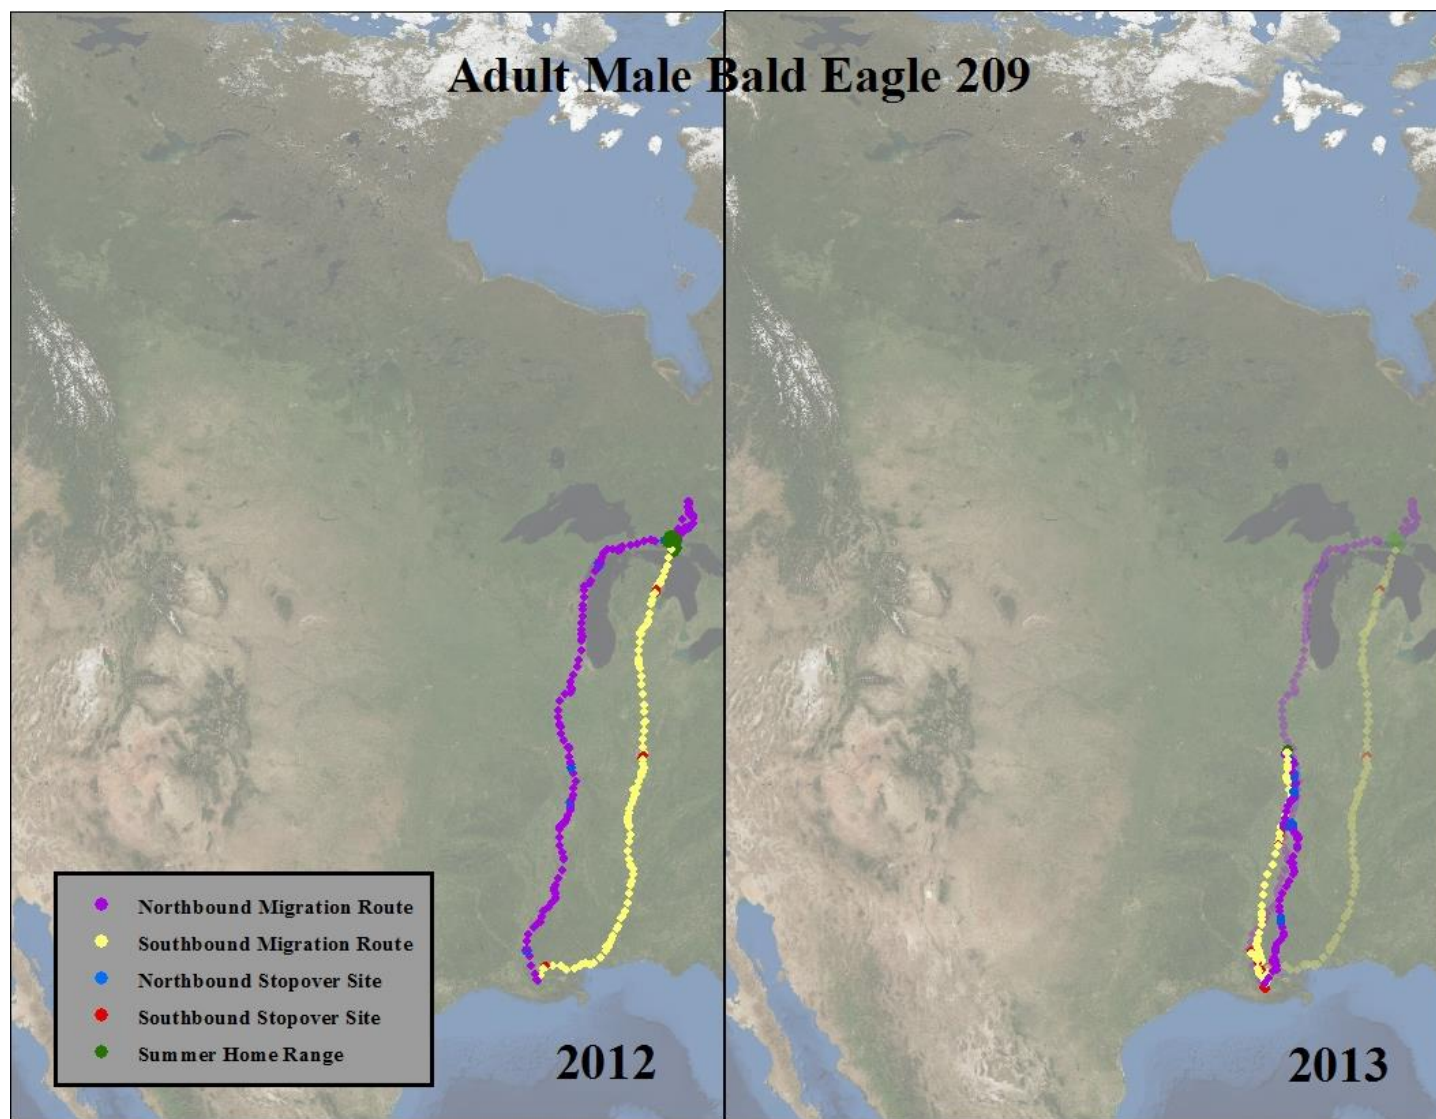 Adult Male Bald Eagle 209
Northbound Migration Route
Southbound Migration Route
Northbound Stopover Site
Southbound Stopover Site
Summer Home Range
2012
2013